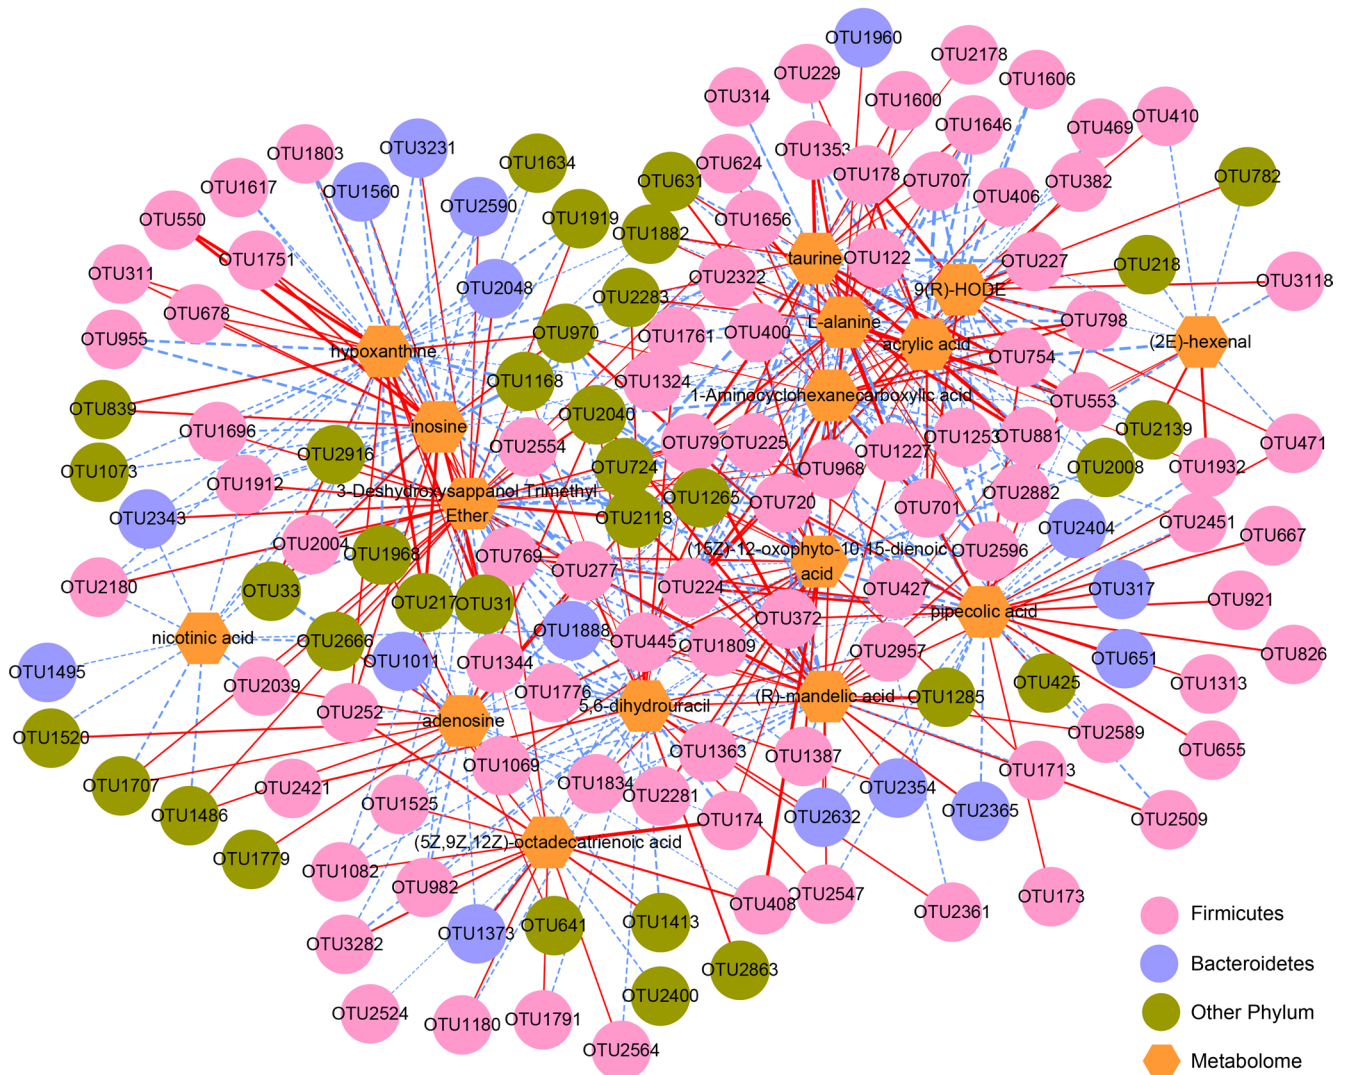 OTU1960
OTU2178
OTU229
OTU1606
OTU314
OTU1600
OTU410
OTU1646
OTU469
OTU3231
OTU1803
OTU1353
OTU1634
OTU624
OTU178
OTU707
OTU382
OTU782
OTU631
OTU1617
OTU1560
OTU406
OTU2590
OTU550
OTU1919
OTU1656
OTU1882
OTU1751
taurine
OTU122
OTU227
OTU218
OTU311
OTU2322
OTU3118
OTU2048
9(R)-HODE
OTU2283
OTU678
L-alanine
OTU798
OTU970
OTU1761
OTU400
OTU955
acrylic acid
(2E)-hexenal
hypoxanthine
OTU754
OTU1168
OTU1324
1-Aminocyclohexanecarboxylic acid
OTU553
OTU839
OTU2040
inosine
OTU1696
OTU2139
OTU2554
OTU79
OTU225
OTU1253
OTU881
OTU471
OTU2916
OTU1227
OTU724
OTU968
OTU2008
OTU1932
OTU1073
OTU1912
3-Deshydroxysappanol Trimethyl
Ether
OTU1265
OTU2882
OTU720
OTU2343
OTU2118
OTU701
OTU2404
OTU2451
OTU667
OTU2004
OTU1968
OTU769
(15Z)-12-oxophyto-10,15-dienoic
acid
OTU2596
OTU277
OTU2180
OTU33
OTU224
OTU427
OTU317
OTU217
OTU31
OTU921
pipecolic acid
OTU372
nicotinic acid
OTU2666
OTU1888
OTU445
OTU1809
OTU2957
OTU651
OTU826
OTU1011
OTU1344
OTU1495
OTU2039
OTU425
OTU1313
OTU1776
(R)-mandelic acid
OTU1285
5,6-dihydrouracil
OTU252
adenosine
OTU2589
OTU1520
OTU655
OTU1363
OTU1387
OTU1069
OTU1713
OTU1707
OTU2421
OTU1834
OTU2281
OTU2354
OTU1525
OTU2365
OTU1486
OTU174
OTU2632
OTU2509
(5Z,9Z,12Z)-octadecatrienoic acid
OTU1779
OTU1082
OTU982
OTU2547
OTU173
OTU408
OTU2361
Firmicutes
OTU1413
OTU641
OTU1373
OTU3282
Bacteroidetes
OTU2863
OTU2400
OTU2524
Other Phylum
OTU1791
OTU1180
OTU2564
Metabolome